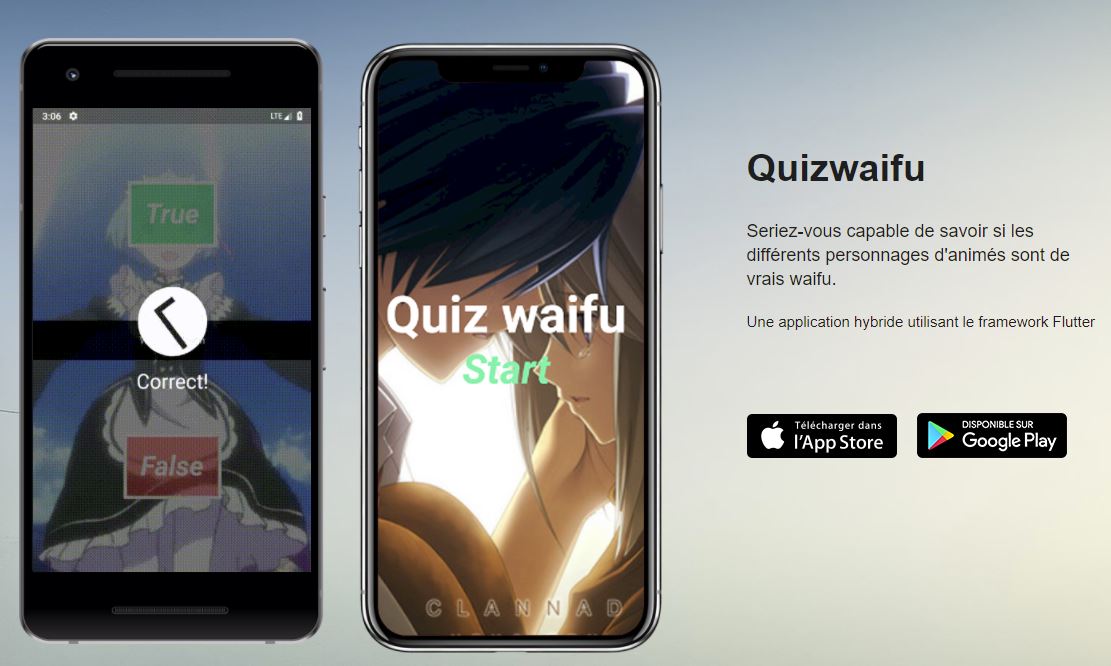 3:06
LTE
True
Correct!
False
Quiz waifu
Start
CLANNAD
Quizwaifu
Seriez-vous capable de savoir si les
différents personnages d'animés sont de
vrais waifu.
Une application hybride utilisant le framework Flutter
Télécharger dans
l'App Store
DISPONIBLE SUR
Google Play